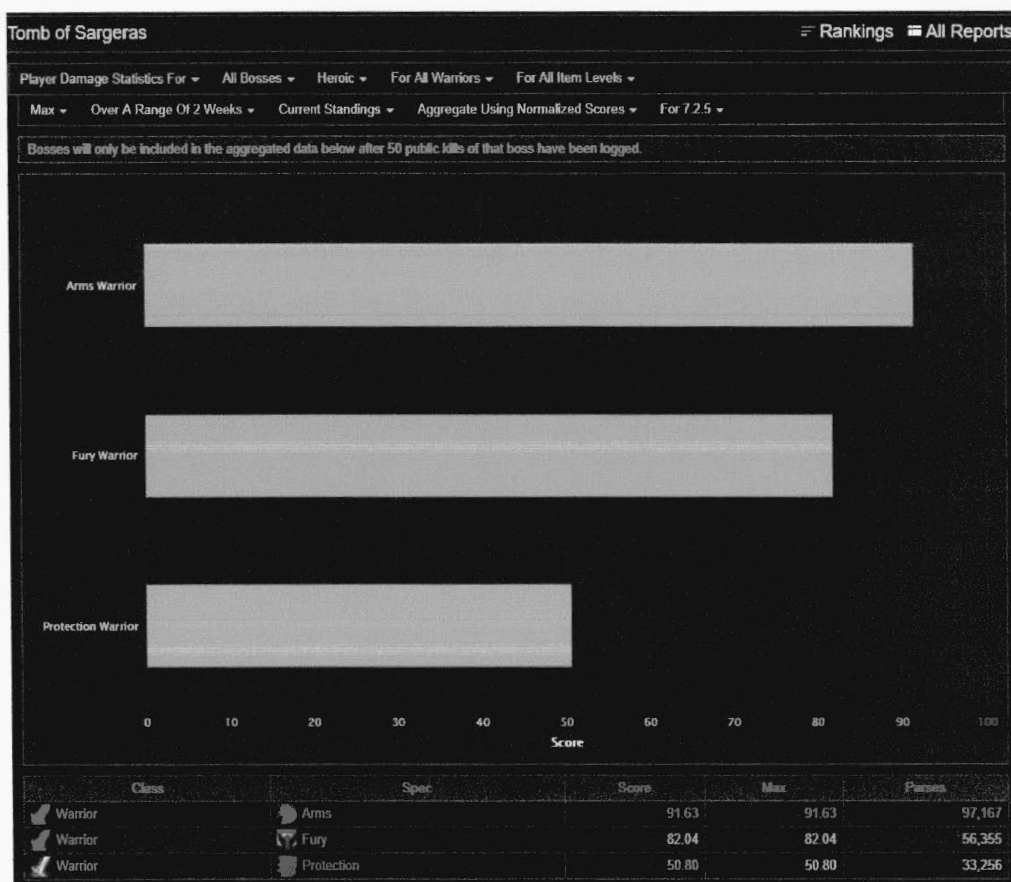 Tomb of Sargeras
Rankings All Reports
Player Damage Statistics For All Bosses Heroic For All Warriors For All Item Levels
Max Over A Range Of 2 Weeks Current Standings Aggregate Using Normalized Scores For 7.2.5
Bosses will only be included in the aggregated data below after 50 public kills of that boss have been logged.
Arms Warrior
Fury Warrior
Protection Warrior
0 10 20 30 40 50 60 70 80 90 100
Score
Class Spec Score Max Parses
Warrior Arms 91.63 91.63 97,167
Warrior Fury 82.04 82.04 56,355
Warrior Protection 50.80 50.80 33,256